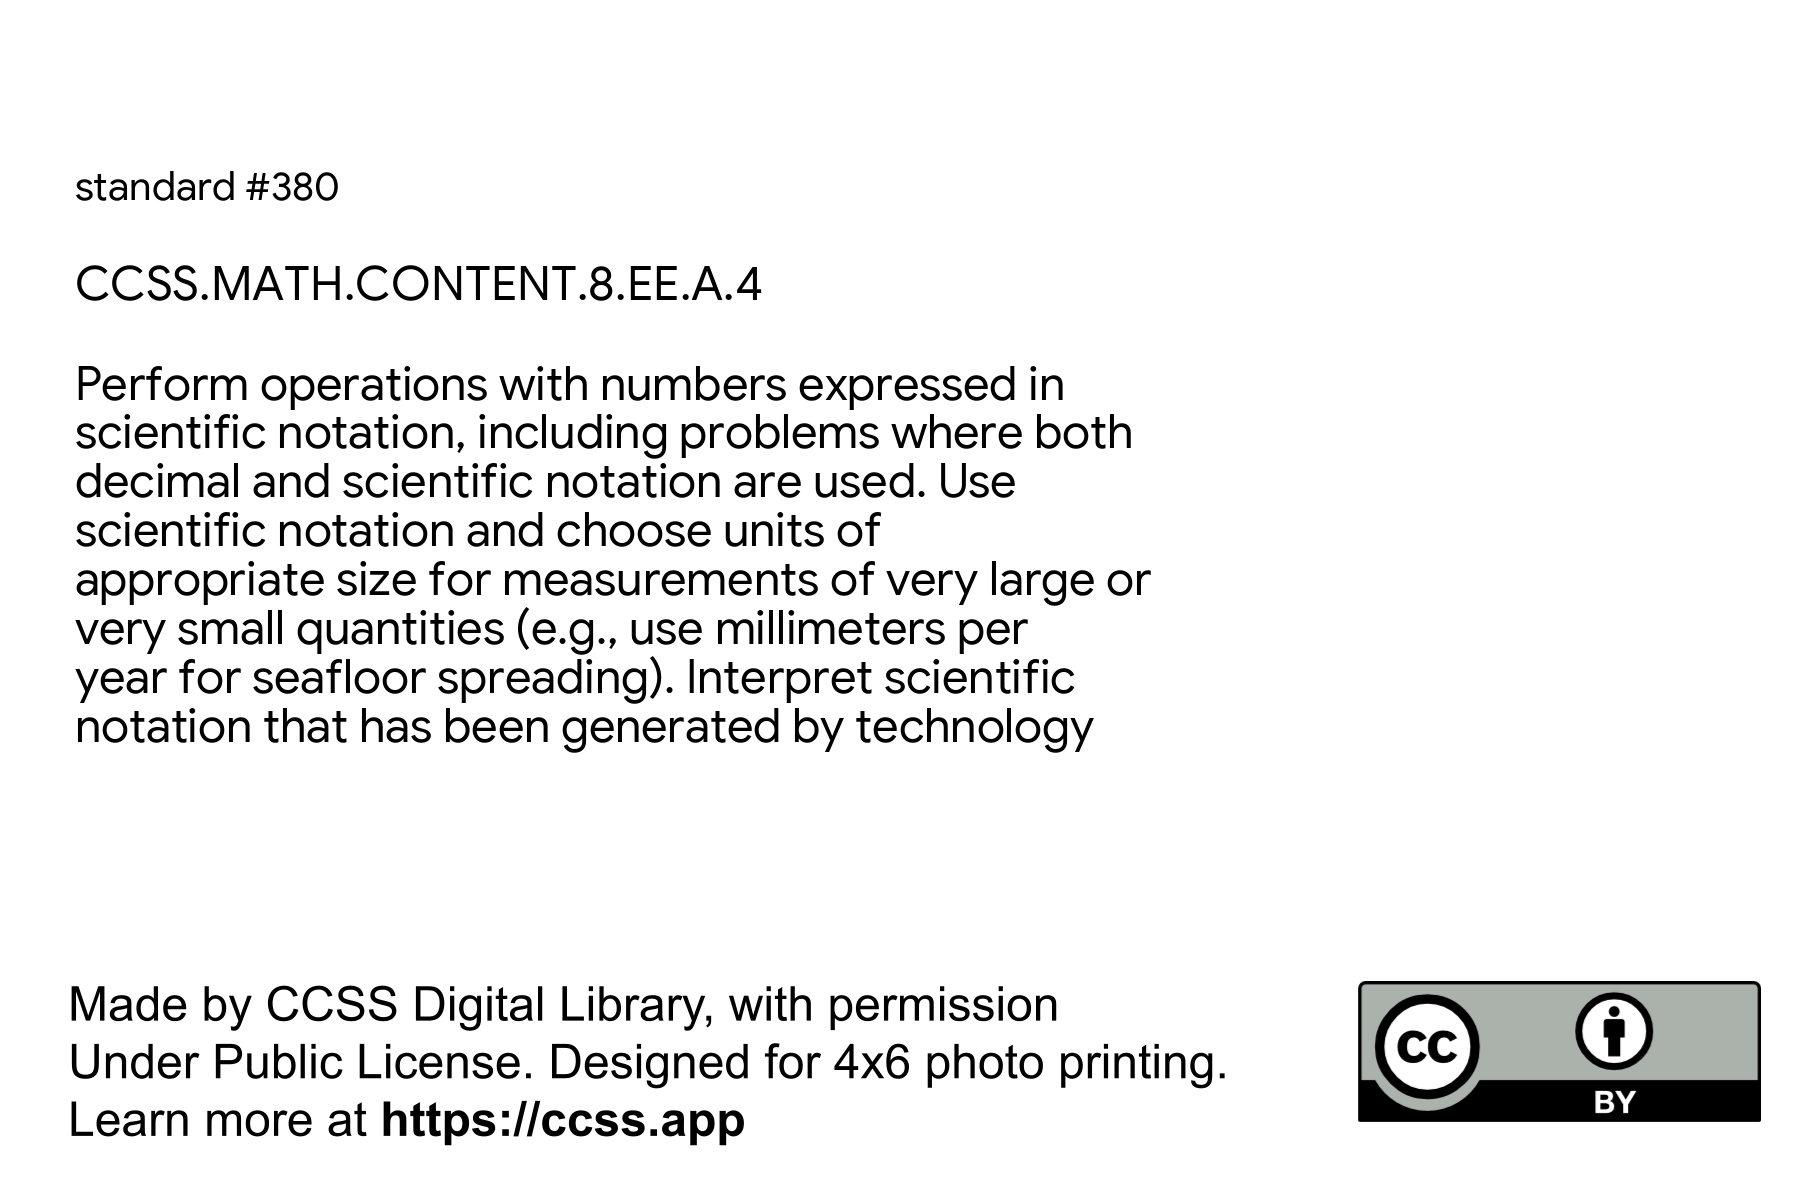 standard #380
CCSS.MATH.CONTENT.8.EE.A.4
Perform operations with numbers expressed in
scientific notation, including problems where both
decimal and scientific notation are used. Use
scientific notation and choose units of
appropriate size for measurements of very large or
very small quantities (e.g., use millimeters per
year for seafloor spreading). Interpret scientific
notation that has been generated by technology
Made by CCSS Digital Library, with permission
Under Public License. Designed for 4x6 photo printing.
Learn more at https://ccss.app
CC
BY